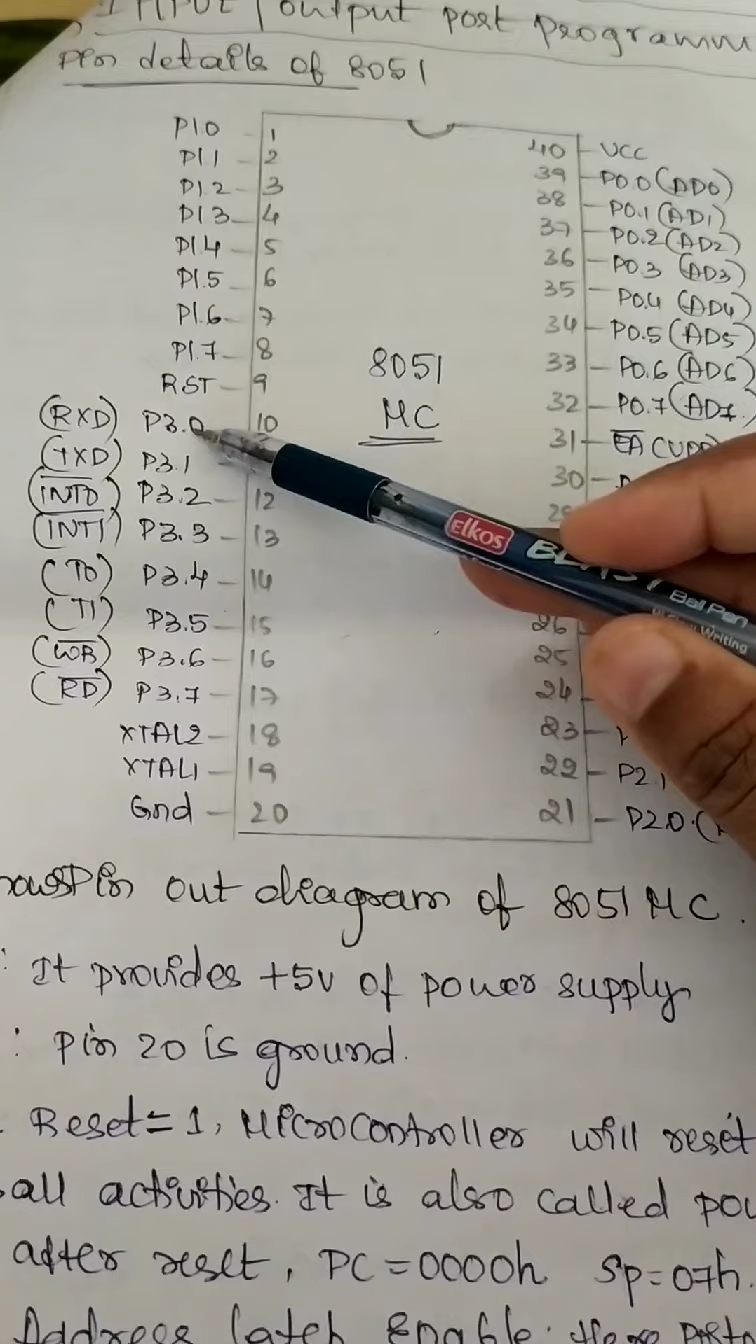 INPUT / output port programm
pin details of 8051
P1.0 1
P1.1 2
P1.2 3
P1.3 4
P1.4 5
P1.5 6
P1.6 7
P1.7 8
RST 9
(RXD) P3.0 10
(TXD) P3.1
(INT0) P3.2 12
(INT1) P3.3 13
(T0) P3.4 14
(T1) P3.5 15
(WR) P3.6 16
(RD) P3.7 17
XTAL2 18
XTAL1 19
Gnd 20
8051
MC
40 VCC
39 P0.0 (AD0)
38 P0.1 (AD1)
37 P0.2 (AD2)
36 P0.3 (AD3)
35 P0.4 (AD4)
34 P0.5 (AD5)
33 P0.6 (AD6)
32 P0.7 (AD7)
31 EA (VPP)
30
29
26
25
24
23
22 P2.1
21 P2.0 (
Elkos
Ball Pen
Writing
Pin out diagram of 8051 MC.
: It provides +5V of power supply
: pin 20 is ground.
Reset = 1, Microcontroller will reset
all activities. It is also called
after reset, PC = 0000h SP = 07h.
Address latch Enable.